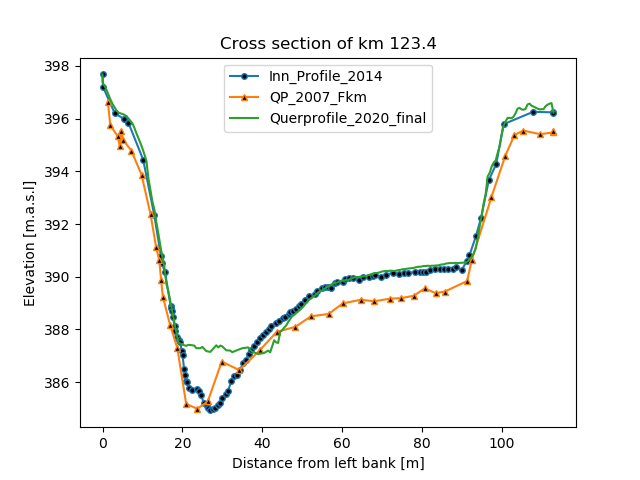 Cross section of km 123.4
Inn_Profile_2014
QP_2007_Fkm
Querprofile_2020_final
398
396
394
392
390
388
386
Elevation [m.a.s.l]
0
20
40
60
80
100
Distance from left bank [m]